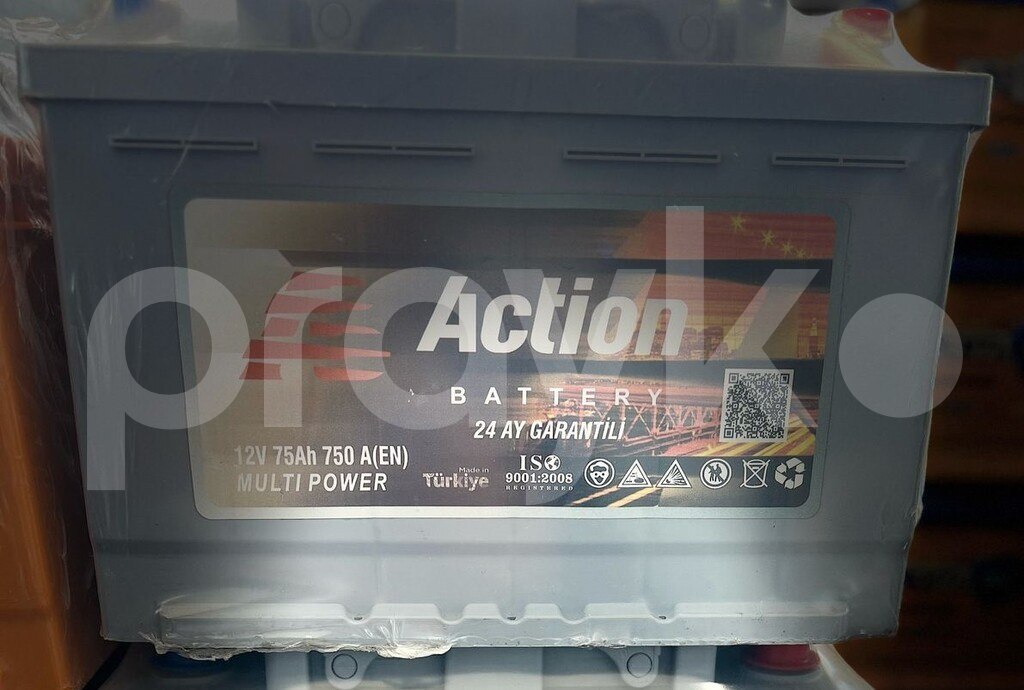 Action
BATTERY
24 AY GARANTİLİ
12V 75Ah 750 A(EN)
MULTI POWER
Made in
Türkiye
ISO
9001:2008
REGISTERED
pravko